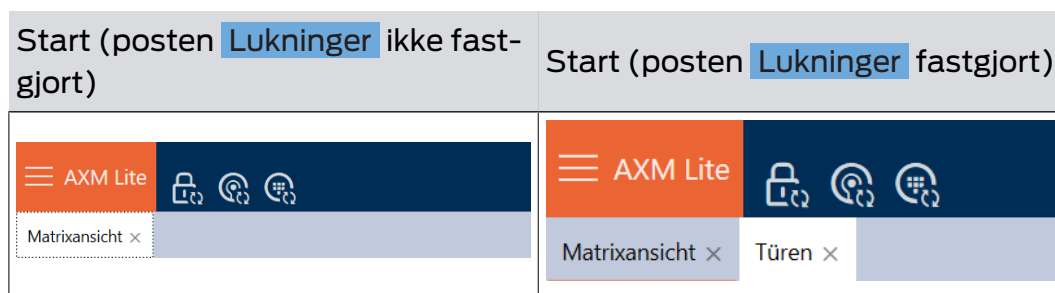 Start (posten Lukninger ikke fast-
gjort)
Start (posten Lukninger fastgjort)
AXM Lite
Matrixansicht ×
AXM Lite
Matrixansicht × Türen ×